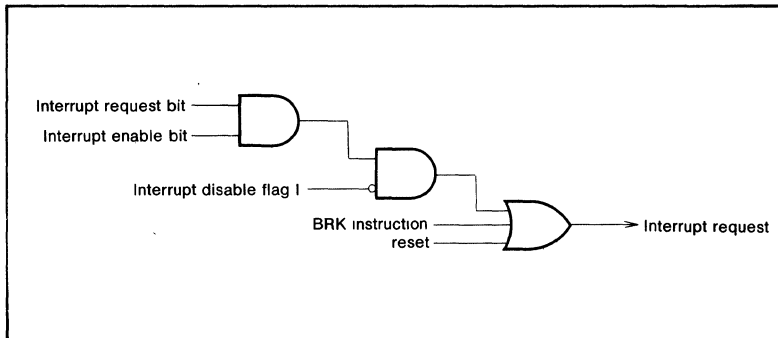 Interrupt request bit
Interrupt enable bit
Interrupt disable flag I
BRK instruction
reset
Interrupt request